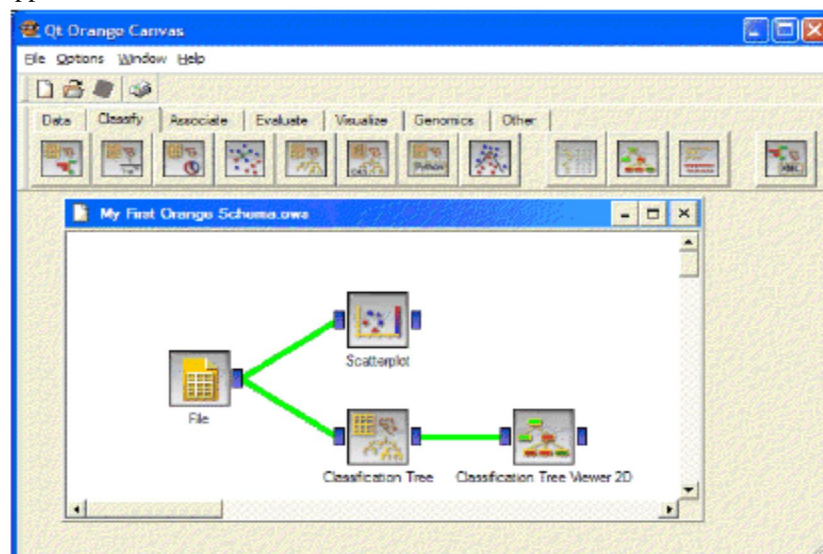 Qt Orange Canvas
File Options Window Help
Data Classify Associate Evaluate Visualize Genomics Other
Python
My First Orange Schema.ows
Scatterplot
File
Classification Tree Classification Tree Viewer 2D